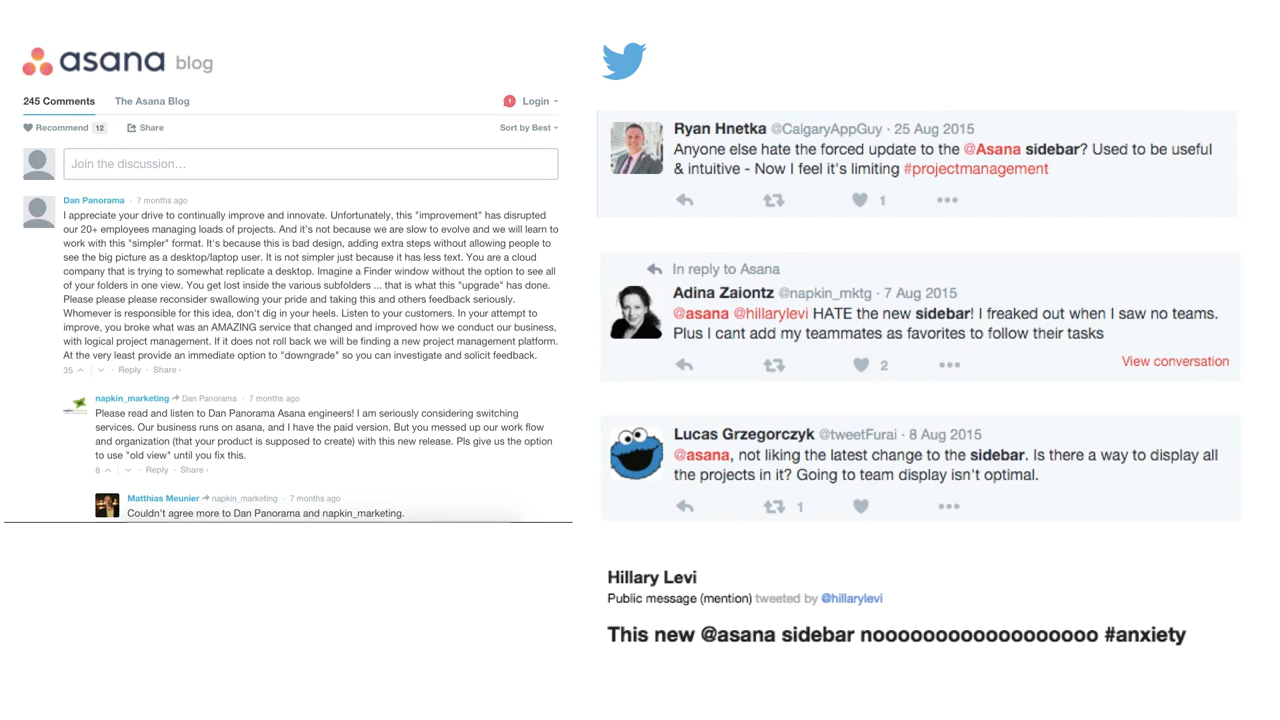 asana blog
245 Comments The Asana Blog 1 Login
Recommend 12 Share Sort by Best
Join the discussion…
Dan Panorama · 7 months ago
I appreciate your drive to continually improve and innovate. Unfortunately, this "improvement" has disrupted
our 20+ employees managing loads of projects. And it's not because we are slow to evolve and we will learn to
work with this "simpler" format. It's because this is bad design, adding extra steps without allowing people to
see the big picture as a desktop/laptop user. It is not simpler just because it has less text. You are a cloud
company that is trying to somewhat replicate a desktop. Imagine a Finder window without the option to see all
of your folders in one view. You get lost inside the various subfolders ... that is what this "upgrade" has done.
Please please please reconsider swallowing your pride and taking this and others feedback seriously.
Whomever is responsible for this idea, don't dig in your heels. Listen to your customers. In your attempt to
improve, you broke what was an AMAZING service that changed and improved how we conduct our business,
with logical project management. If it does not roll back we will be finding a new project management platform.
At the very least provide an immediate option to "downgrade" so you can investigate and solicit feedback.
35 · Reply · Share ›
napkin_marketing Dan Panorama · 7 months ago
Please read and listen to Dan Panorama Asana engineers! I am seriously considering switching
services. Our business runs on asana, and I have the paid version. But you messed up our work flow
and organization (that your product is supposed to create) with this new release. Pls give us the option
to use "old view" until you fix this.
8 · Reply · Share ›
Matthias Meunier napkin_marketing · 7 months ago
Couldn't agree more to Dan Panorama and napkin_marketing.
Ryan Hnetka @CalgaryAppGuy · 25 Aug 2015
Anyone else hate the forced update to the @Asana sidebar? Used to be useful
& intuitive - Now I feel it's limiting #projectmanagement
1
In reply to Asana
Adina Zaiontz @napkin_mktg · 7 Aug 2015
@asana @hillarylevi HATE the new sidebar! I freaked out when I saw no teams.
Plus I cant add my teammates as favorites to follow their tasks
2 View conversation
Lucas Grzegorczyk @tweetFurai · 8 Aug 2015
@asana, not liking the latest change to the sidebar. Is there a way to display all
the projects in it? Going to team display isn't optimal.
1
Hillary Levi
Public message (mention) tweeted by @hillarylevi
This new @asana sidebar noooooooooooooooooo #anxiety